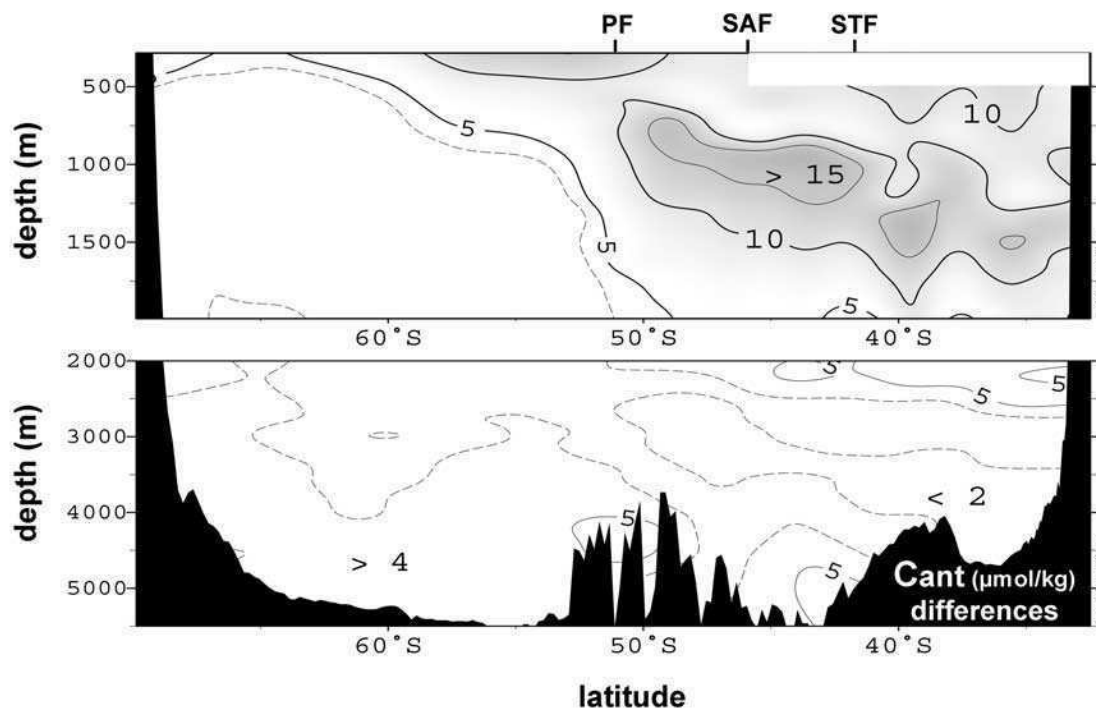 PF SAF STF
500
1000
1500
depth (m)
5
10
> 15
10
5
5
60°S 50°S 40°S
2000
3000
4000
5000
depth (m)
5
5
< 2
5
> 4
5
Cant (μmol/kg)
differences
60°S 50°S 40°S
latitude